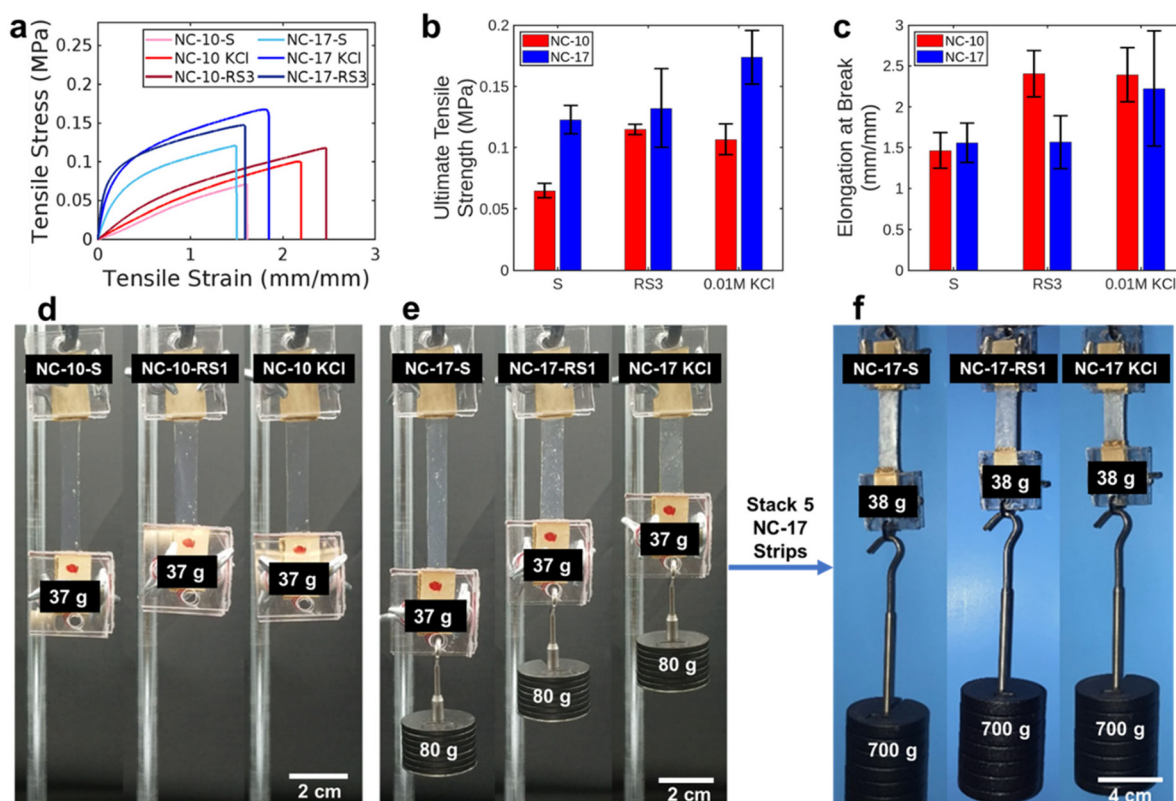 a
Tensile Stress (MPa)
0.25
0.2
0.15
0.1
0.05
0
NC-10-S
NC-10 KCl
NC-10-RS3
NC-17-S
NC-17 KCl
NC-17-RS3
0 1 2 3
Tensile Strain (mm/mm)
b
Ultimate Tensile
Strength (MPa)
0.2
0.15
0.1
0.05
0
NC-10
NC-17
S RS3 0.01M KCl
c
Elongation at Break
(mm/mm)
3
2.5
2
1.5
1
0.5
0
NC-10
NC-17
S RS3 0.01M KCl
d
NC-10-S NC-10-RS1 NC-10 KCl
37 g 37 g 37 g
2 cm
e
NC-17-S NC-17-RS1 NC-17 KCl
37 g 37 g 37 g
80 g 80 g 80 g
2 cm
Stack 5
NC-17
Strips
f
NC-17-S NC-17-RS1 NC-17 KCl
38 g 38 g 38 g
700 g 700 g 700 g
4 cm